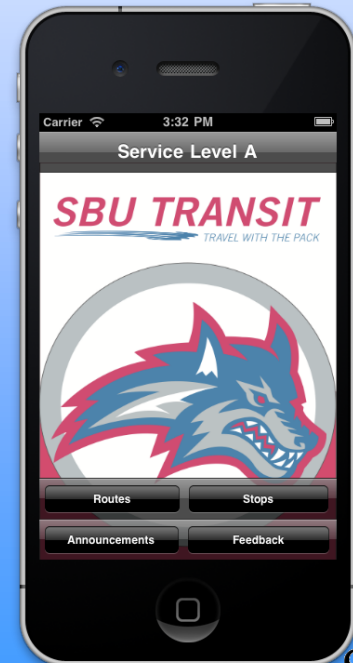 Carrier 3:32 PM
Service Level A
SBU TRANSIT
TRAVEL WITH THE PACK
Routes Stops
Announcements Feedback